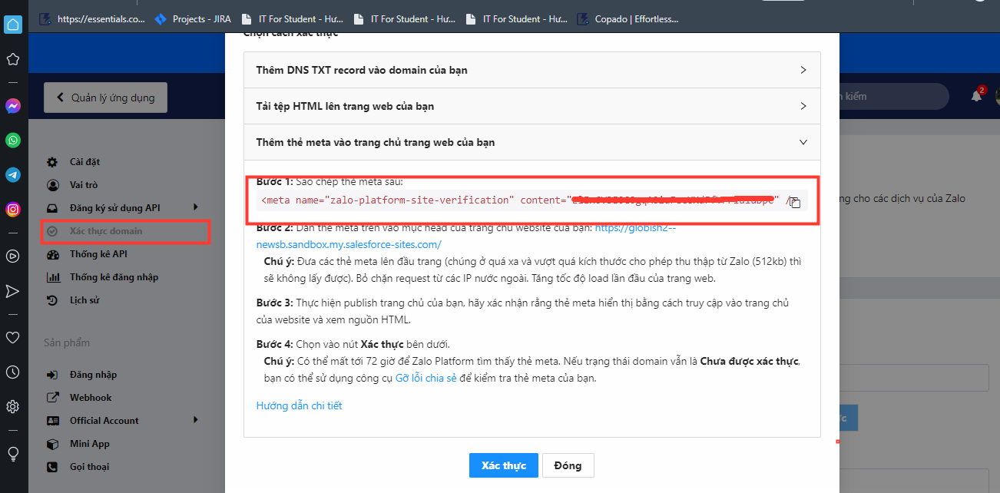 https://essentials.co...
Projects - JIRA
IT For Student - Hu...
IT For Student - Hu...
IT For Student - Hu...
Copado | Effortless...
Chọn cách xác thực
Quản lý ứng dụng
kiếm
2
Thêm DNS TXT record vào domain của bạn
Tải tệp HTML lên trang web của bạn
Thêm thẻ meta vào trang chủ trang web của bạn
Cài đặt
Vai trò
Đăng ký sử dụng API
Xác thực domain
Thống kê API
Thống kê đăng nhập
Lịch sử
Sản phẩm
Đăng nhập
Webhook
Official Account
Mini App
Gọi thoại
Bước 1: Sao chép thẻ meta sau:
<meta name="zalo-platform-site-verification" content=" " /
Bước 2: Dán thẻ meta trên vào mục head của trang chủ website của bạn: https://globish2--
newsb.sandbox.my.salesforce-sites.com/
Chú ý: Đưa các thẻ meta lên đầu trang (chúng ở quá xa và vượt quá kích thước cho phép thu thập từ Zalo (512kb) thì
sẽ không lấy được). Bỏ chặn request từ các IP nước ngoài. Tăng tốc độ load lần đầu của trang web.
Bước 3: Thực hiện publish trang chủ của bạn, hãy xác nhận rằng thẻ meta hiển thị bằng cách truy cập vào trang chủ
của website và xem nguồn HTML.
Bước 4: Chọn vào nút Xác thực bên dưới.
Chú ý: Có thể mất tới 72 giờ để Zalo Platform tìm thấy thẻ meta. Nếu trạng thái domain vẫn là Chưa được xác thực,
bạn có thể sử dụng công cụ Gỡ lỗi chia sẻ để kiểm tra thẻ meta của bạn.
Hướng dẫn chi tiết
Xác thực
Đóng
ng cho các dịch vụ của Zalo